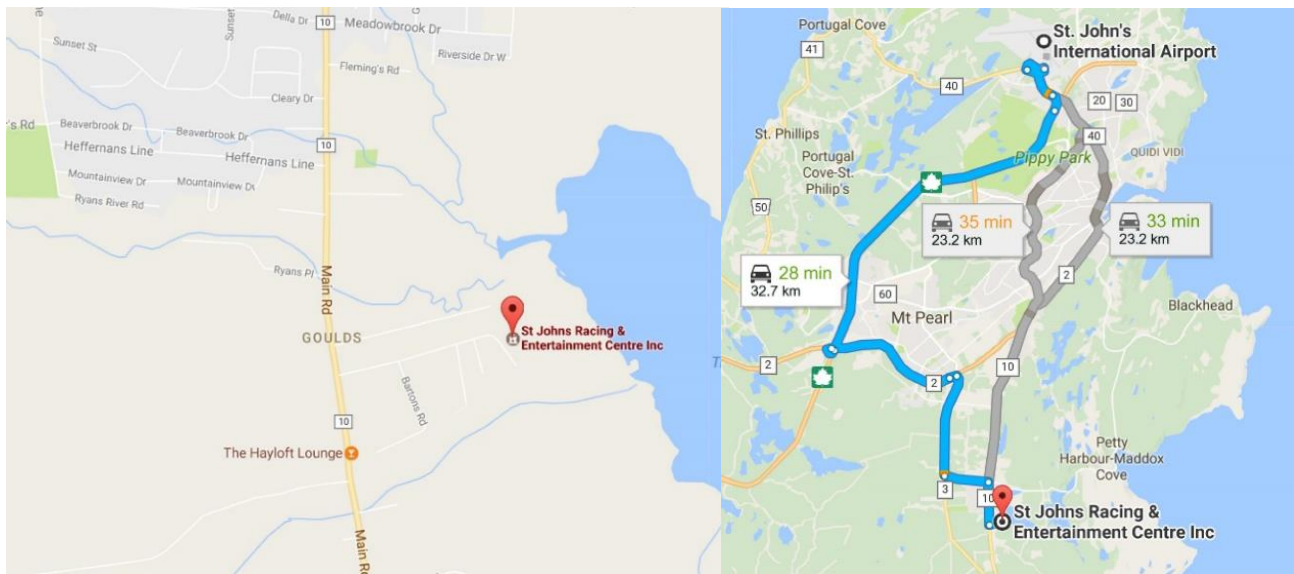 10
Della Dr
Meadowbrook Dr
Sunset St
Sunset
Riverside Dr W
Fleming's Rd
Cleary Dr
's Rd
Beaverbrook Dr
Beaverbrook Dr
10
Heffernans Line
Heffernans Line
Mountainview Dr
Mountainview Dr
Ryans River Rd
Ryans Pl
Main Rd
GOULDS
St Johns Racing &
Entertainment Centre Inc
Bartons Rd
10
The Hayloft Lounge
Main Rd
Portugal Cove
41
St. John's
International Airport
40
20
30
St. Phillips
40
Pippy Park
QUIDI VIDI
Portugal
Cove-St.
Philip's
50
35 min
23.2 km
33 min
23.2 km
28 min
32.7 km
2
60
Mt Pearl
Blackhead
2
10
2
Petty
Harbour-Maddox
Cove
3
10
St Johns Racing &
Entertainment Centre Inc